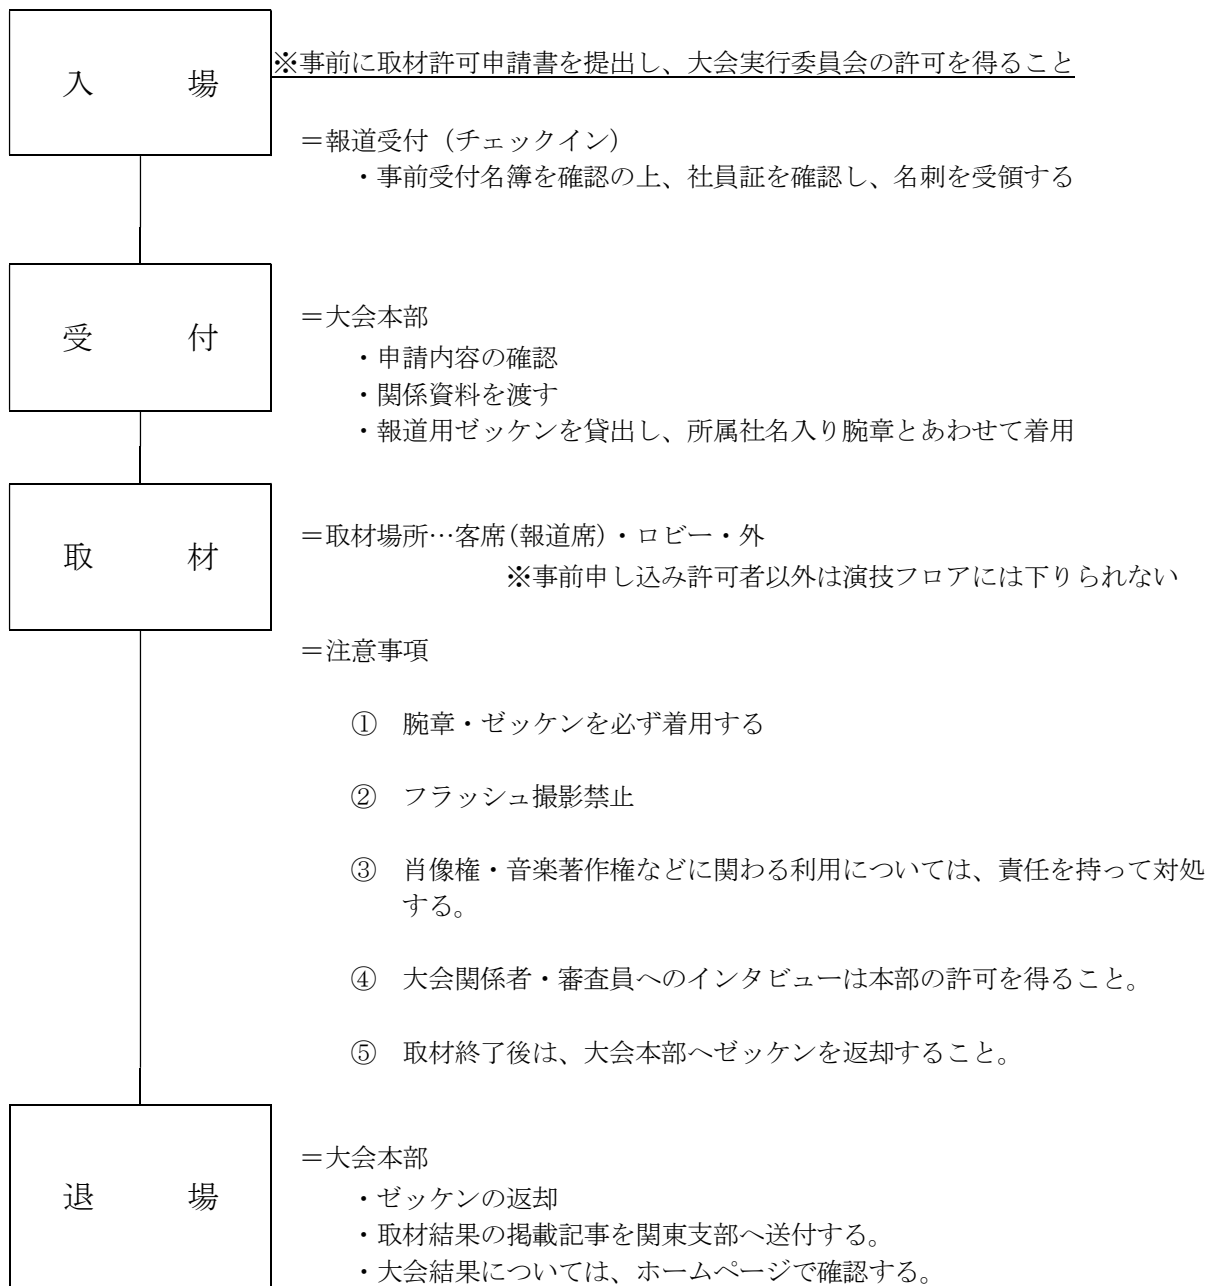 入　場
※事前に取材許可申請書を提出し、大会実行委員会の許可を得ること
＝報道受付（チェックイン）
・事前受付名簿を確認の上、社員証を確認し、名刺を受領する
受　付
＝大会本部
・申請内容の確認
・関係資料を渡す
・報道用ゼッケンを貸出し、所属社名入り腕章とあわせて着用
取　材
＝取材場所…客席(報道席)・ロビー・外
※事前申し込み許可者以外は演技フロアには下りられない
＝注意事項
①　腕章・ゼッケンを必ず着用する
②　フラッシュ撮影禁止
③　肖像権・音楽著作権などに関わる利用については、責任を持って対処
する。
④　大会関係者・審査員へのインタビューは本部の許可を得ること。
⑤　取材終了後は、大会本部へゼッケンを返却すること。
退　場
＝大会本部
・ゼッケンの返却
・取材結果の掲載記事を関東支部へ送付する。
・大会結果については、ホームページで確認する。